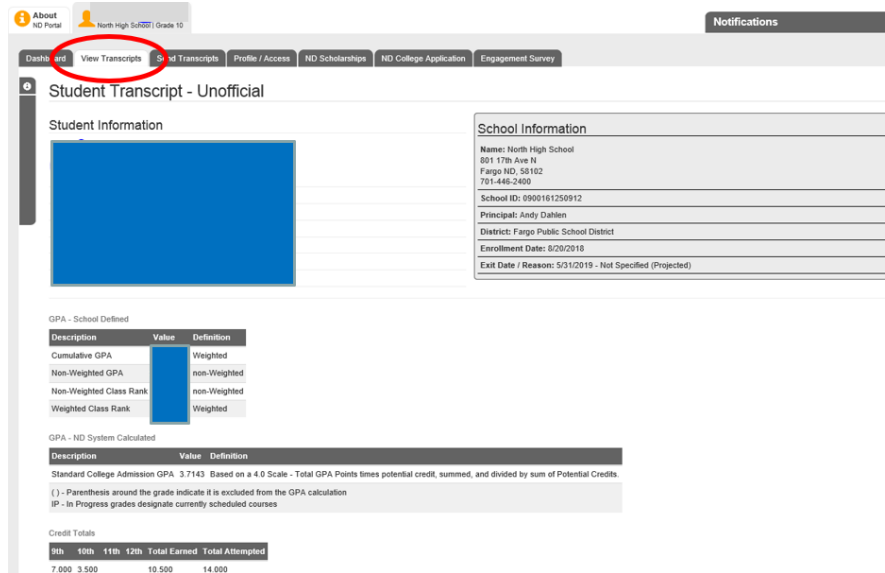 About
ND Portal
North High School | Grade 10
Notifications
Dashboard View Transcripts Send Transcripts Profile / Access ND Scholarships ND College Application Engagement Survey
Student Transcript - Unofficial
Student Information
School Information
Name: North High School
801 17th Ave N
Fargo ND, 58102
701-446-2400
School ID: 0900161250912
Principal: Andy Dahlen
District: Fargo Public School District
Enrollment Date: 8/20/2018
Exit Date / Reason: 5/31/2019 - Not Specified (Projected)
GPA - School Defined
Description Value Definition
Cumulative GPA Weighted
Non-Weighted GPA non-Weighted
Non-Weighted Class Rank non-Weighted
Weighted Class Rank Weighted
GPA - ND System Calculated
Description Value Definition
Standard College Admission GPA 3.7143 Based on a 4.0 Scale - Total GPA Points times potential credit, summed, and divided by sum of Potential Credits.
( ) - Parenthesis around the grade indicate it is excluded from the GPA calculation
IP - In Progress grades designate currently scheduled courses
Credit Totals
9th 10th 11th 12th Total Earned Total Attempted
7.000 3.500 10.500 14.000